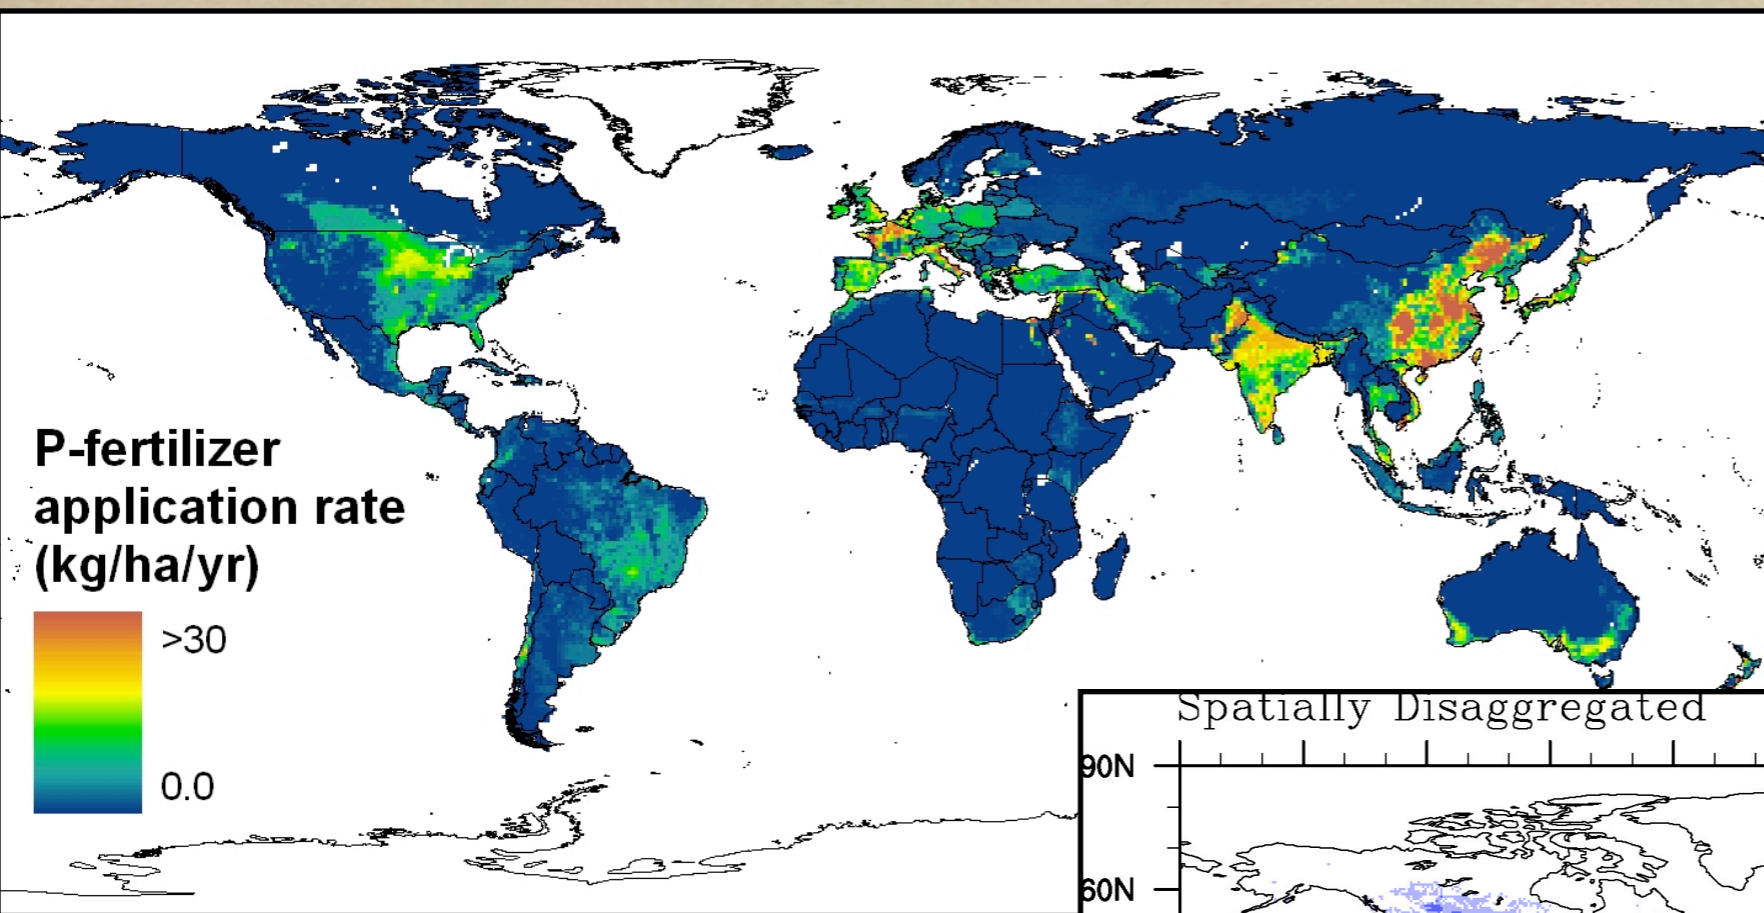 P-fertilizer
application rate
(kg/ha/yr)
>30
0.0
Spatially Disaggregated
90N
60N